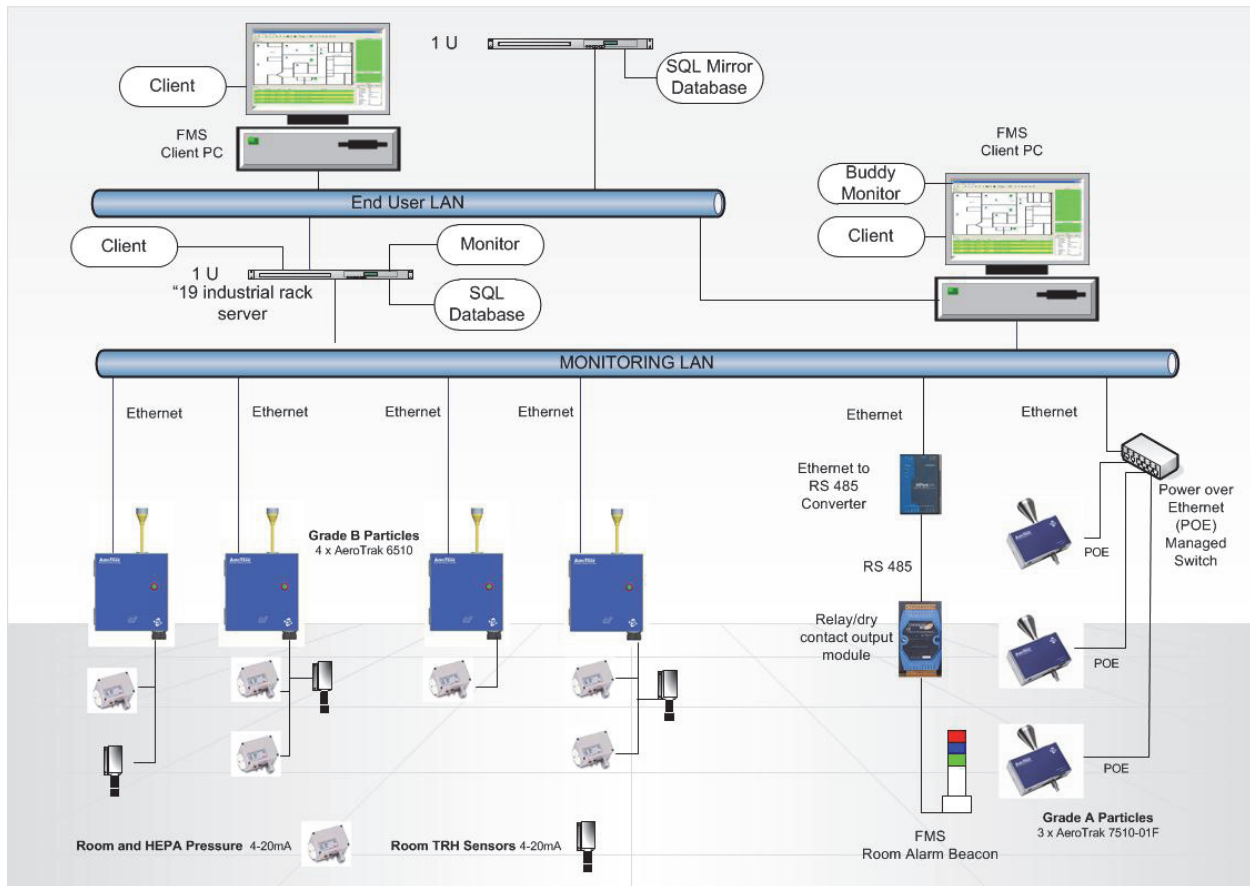 1 U
SQL Mirror
Database
Client
FMS
Client PC
FMS
Client PC
Buddy
Monitor
Client
End User LAN
Client
Monitor
1 U
“19 industrial rack
server
SQL
Database
MONITORING LAN
Ethernet
Ethernet
Ethernet
Ethernet
Ethernet
Ethernet
Ethernet to
RS 485
Converter
Power over
Ethernet
(POE)
Managed
Switch
Grade B Particles
4 x AeroTrak 6510
AeroTrak
AeroTrak
AeroTrak
AeroTrak
POE
RS 485
Relay/dry
contact output
module
POE
POE
Grade A Particles
3 x AeroTrak 7510-01F
FMS
Room Alarm Beacon
Room and HEPA Pressure 4-20mA
Room TRH Sensors 4-20mA